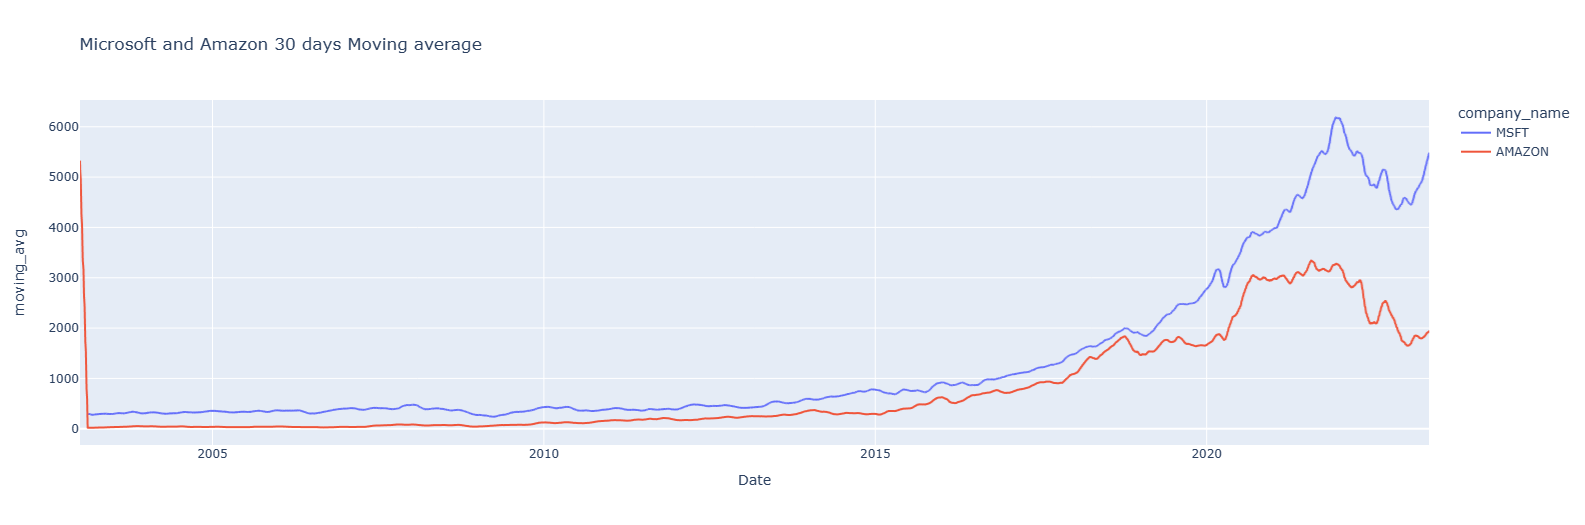 Microsoft and Amazon 30 days Moving average
company_name
MSFT
AMAZON
6000
5000
4000
3000
2000
1000
0
moving_avg
2005
2010
2015
2020
Date